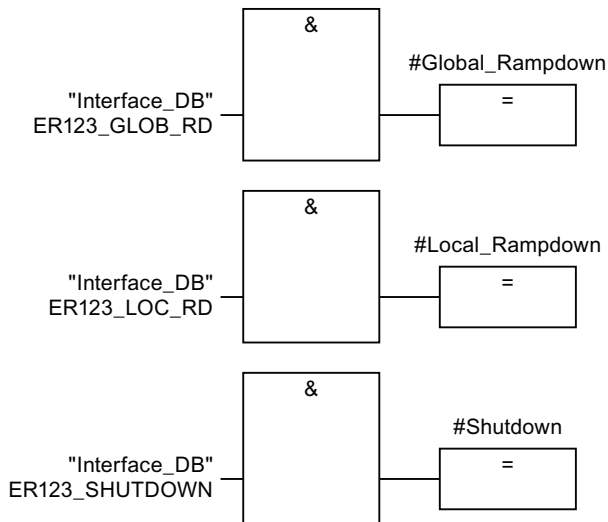 &
#Global_Rampdown
=
"Interface_DB"
ER123_GLOB_RD
&
#Local_Rampdown
=
"Interface_DB"
ER123_LOC_RD
&
#Shutdown
=
"Interface_DB"
ER123_SHUTDOWN